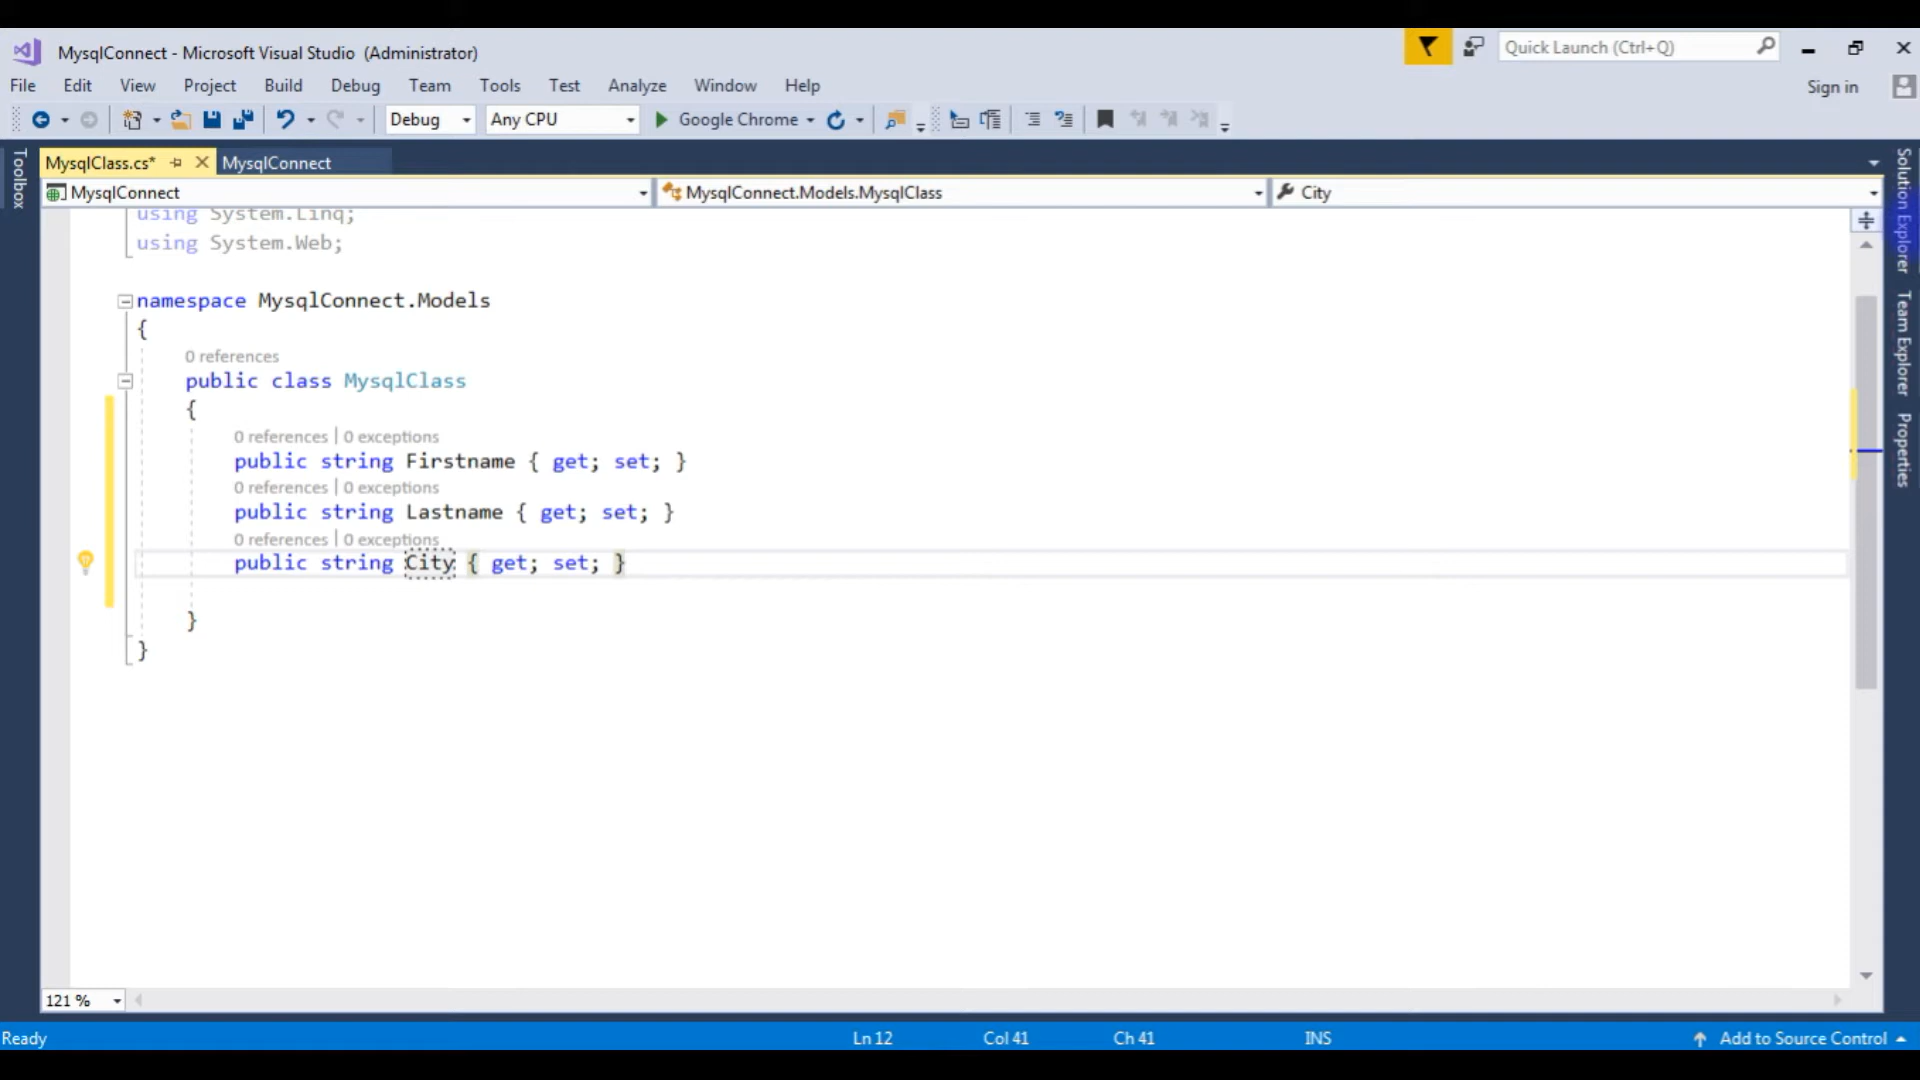 MysqlConnect - Microsoft Visual Studio (Administrator)
Quick Launch (Ctrl+Q)
File Edit View Project Build Debug Team Tools Test Analyze Window Help
Sign in
Debug Any CPU Google Chrome
Toolbox
MysqlClass.cs* MysqlConnect
MysqlConnect MysqlConnect.Models.MysqlClass City
using System.Linq;
using System.Web;
namespace MysqlConnect.Models
{
0 references
public class MysqlClass
{
0 references | 0 exceptions
public string Firstname { get; set; }
0 references | 0 exceptions
public string Lastname { get; set; }
0 references | 0 exceptions
public string City { get; set; }
}
}
Solution Explorer
Team Explorer
Properties
121 %
Ready Ln 12 Col 41 Ch 41 INS Add to Source Control